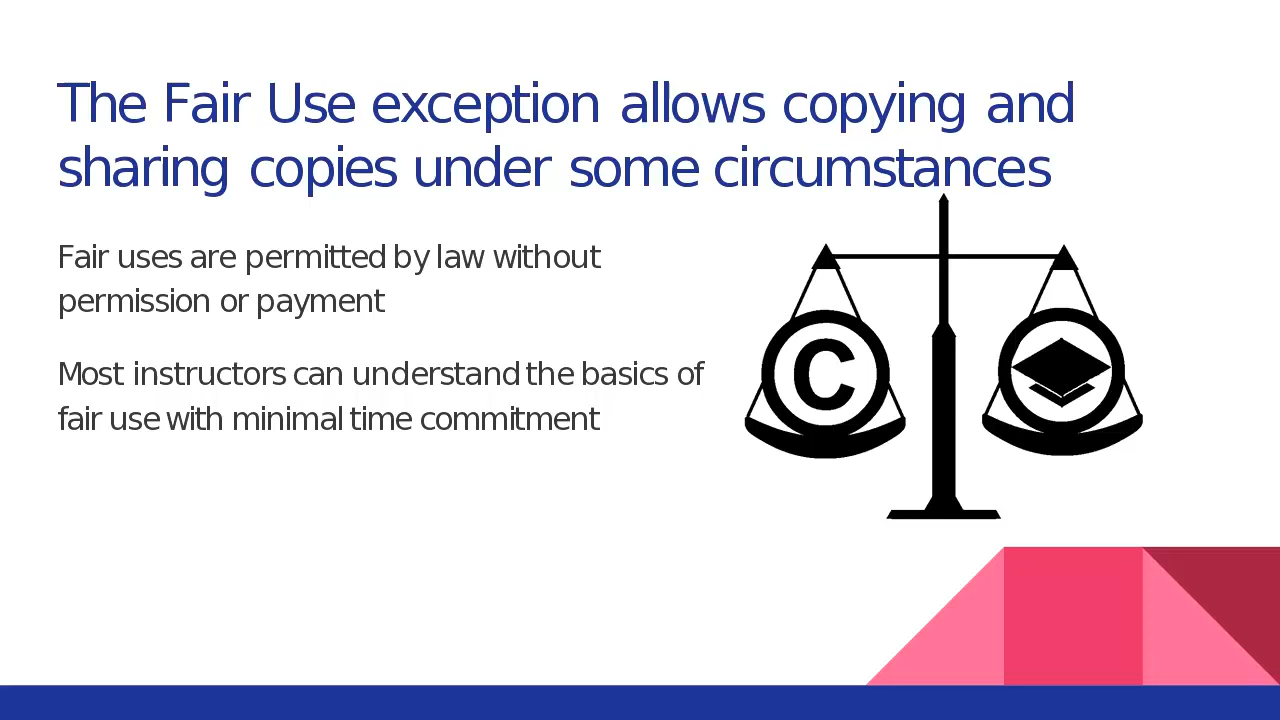 The Fair Use exception allows copying and
sharing copies under some circumstances
Fair uses are permitted by law without
permission or payment
Most instructors can understand the basics of
fair use with minimal time commitment
C